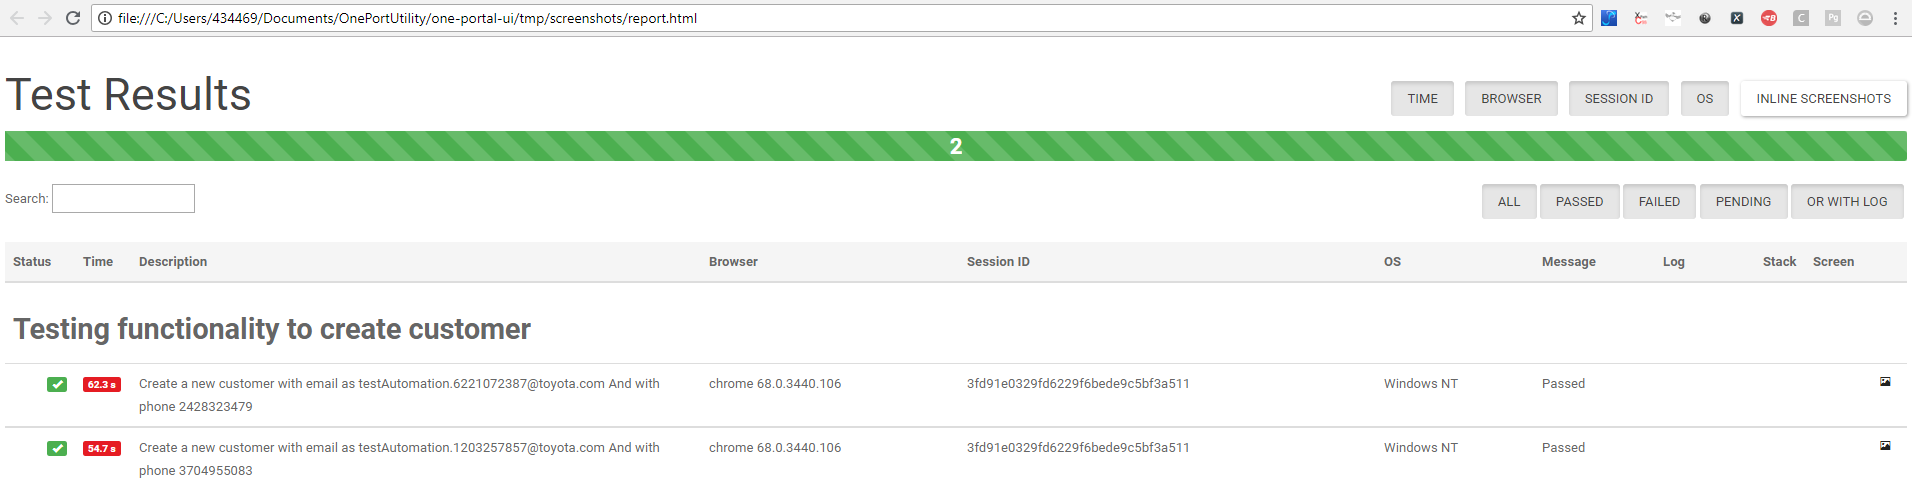 file:///C:/Users/434469/Documents/OnePortUtility/one-portal-ui/tmp/screenshots/report.html
Test Results
TIME BROWSER SESSION ID OS INLINE SCREENSHOTS
2
Search:
ALL PASSED FAILED PENDING OR WITH LOG
Status Time Description Browser Session ID OS Message Log Stack Screen
Testing functionality to create customer
62.3 s Create a new customer with email as testAutomation.6221072387@toyota.com And with chrome 68.0.3440.106 3fd91e0329fd6229f6bede9c5bf3a511 Windows NT Passed
phone 2428323479
54.7 s Create a new customer with email as testAutomation.1203257857@toyota.com And with chrome 68.0.3440.106 3fd91e0329fd6229f6bede9c5bf3a511 Windows NT Passed
phone 3704955083